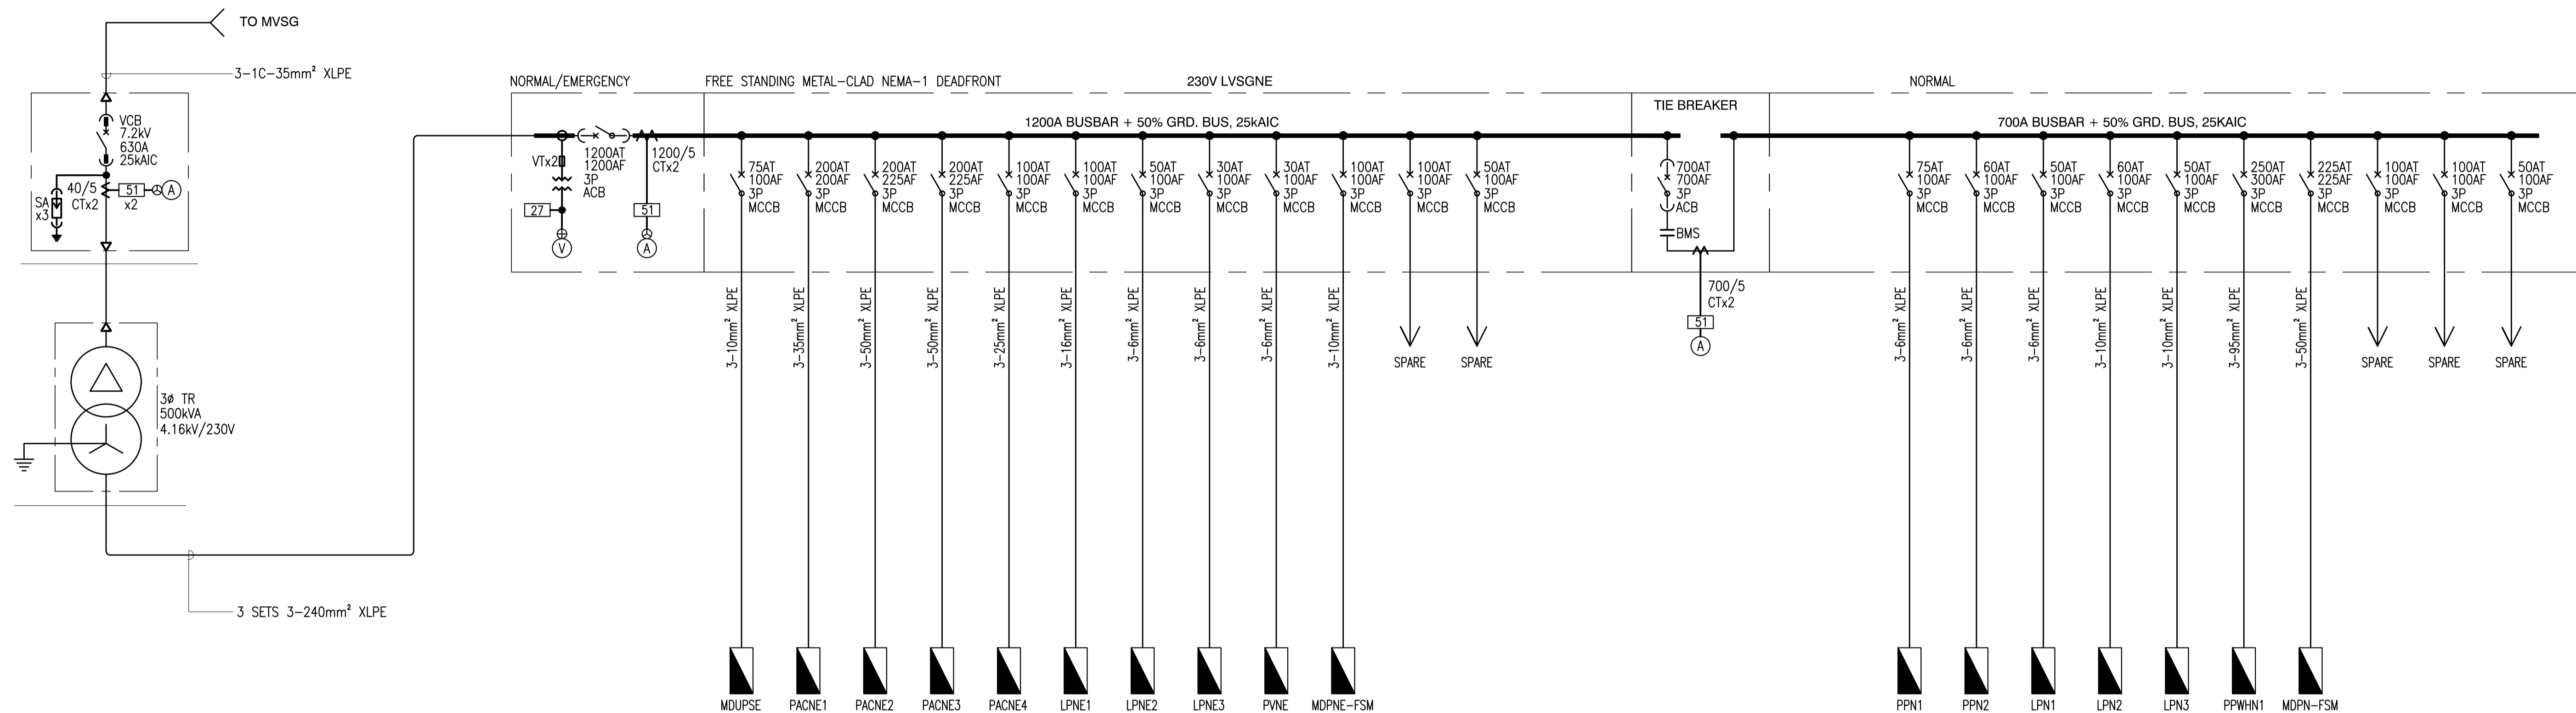 TO MVSG
3-1C-35mm² XLPE
VCB
7.2kV
630A
25kAIC
40/5
CTx2
51
x2
A
SA
x3
3ø TR
500kVA
4.16kV/230V
3 SETS 3-240mm² XLPE
NORMAL/EMERGENCY
FREE STANDING METAL-CLAD NEMA-1 DEADFRONT
230V LVSGNE
NORMAL
TIE BREAKER
1200A BUSBAR + 50% GRD. BUS, 25kAIC
700A BUSBAR + 50% GRD. BUS, 25KAIC
VTx2
27
V
1200AT
1200AF
3P
ACB
1200/5
CTx2
51
A
75AT
100AF
3P
MCCB
200AT
200AF
3P
MCCB
200AT
225AF
3P
MCCB
200AT
225AF
3P
MCCB
100AT
100AF
3P
MCCB
100AT
100AF
3P
MCCB
50AT
100AF
3P
MCCB
30AT
100AF
3P
MCCB
30AT
100AF
3P
MCCB
100AT
100AF
3P
MCCB
100AT
100AF
3P
MCCB
50AT
100AF
3P
MCCB
700AT
700AF
3P
ACB
BMS
700/5
CTx2
51
A
75AT
100AF
3P
MCCB
60AT
100AF
3P
MCCB
50AT
100AF
3P
MCCB
60AT
100AF
3P
MCCB
50AT
100AF
3P
MCCB
250AT
300AF
3P
MCCB
225AT
225AF
3P
MCCB
100AT
100AF
3P
MCCB
100AT
100AF
3P
MCCB
50AT
100AF
3P
MCCB
3-10mm² XLPE
3-35mm² XLPE
3-50mm² XLPE
3-50mm² XLPE
3-25mm² XLPE
3-16mm² XLPE
3-6mm² XLPE
3-6mm² XLPE
3-6mm² XLPE
3-10mm² XLPE
SPARE
SPARE
3-6mm² XLPE
3-6mm² XLPE
3-6mm² XLPE
3-10mm² XLPE
3-10mm² XLPE
3-95mm² XLPE
3-50mm² XLPE
SPARE
SPARE
SPARE
MDUPSE
PACNE1
PACNE2
PACNE3
PACNE4
LPNE1
LPNE2
LPNE3
PVNE
MDPNE-FSM
PPN1
PPN2
LPN1
LPN2
LPN3
PPWHN1
MDPN-FSM